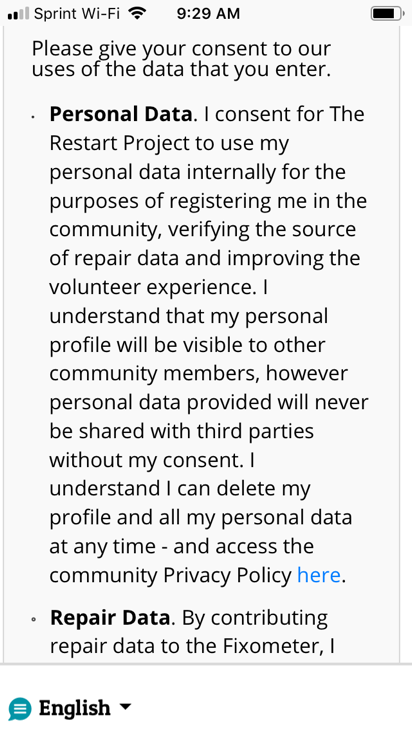 Sprint Wi-Fi 9:29 AM
Please give your consent to our
uses of the data that you enter.
Personal Data. I consent for The
Restart Project to use my
personal data internally for the
purposes of registering me in the
community, verifying the source
of repair data and improving the
volunteer experience. I
understand that my personal
profile will be visible to other
community members, however
personal data provided will never
be shared with third parties
without my consent. I
understand I can delete my
profile and all my personal data
at any time - and access the
community Privacy Policy here.
Repair Data. By contributing
repair data to the Fixometer, I
English